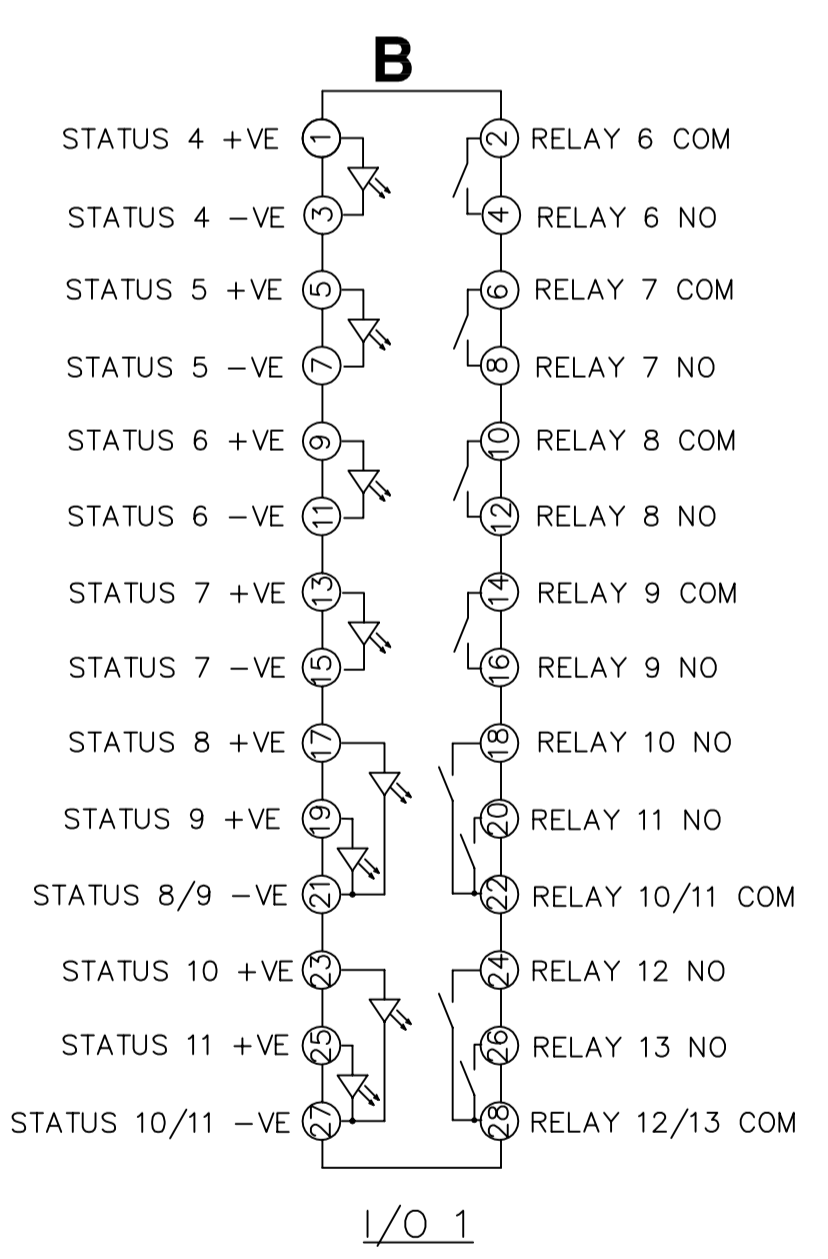 B
STATUS 4 +VE 1 2 RELAY 6 COM
STATUS 4 −VE 3 4 RELAY 6 NO
STATUS 5 +VE 5 6 RELAY 7 COM
STATUS 5 −VE 7 8 RELAY 7 NO
STATUS 6 +VE 9 10 RELAY 8 COM
STATUS 6 −VE 11 12 RELAY 8 NO
STATUS 7 +VE 13 14 RELAY 9 COM
STATUS 7 −VE 15 16 RELAY 9 NO
STATUS 8 +VE 17 18 RELAY 10 NO
STATUS 9 +VE 19 20 RELAY 11 NO
STATUS 8/9 −VE 21 22 RELAY 10/11 COM
STATUS 10 +VE 23 24 RELAY 12 NO
STATUS 11 +VE 25 26 RELAY 13 NO
STATUS 10/11 −VE 27 28 RELAY 12/13 COM
I/O 1